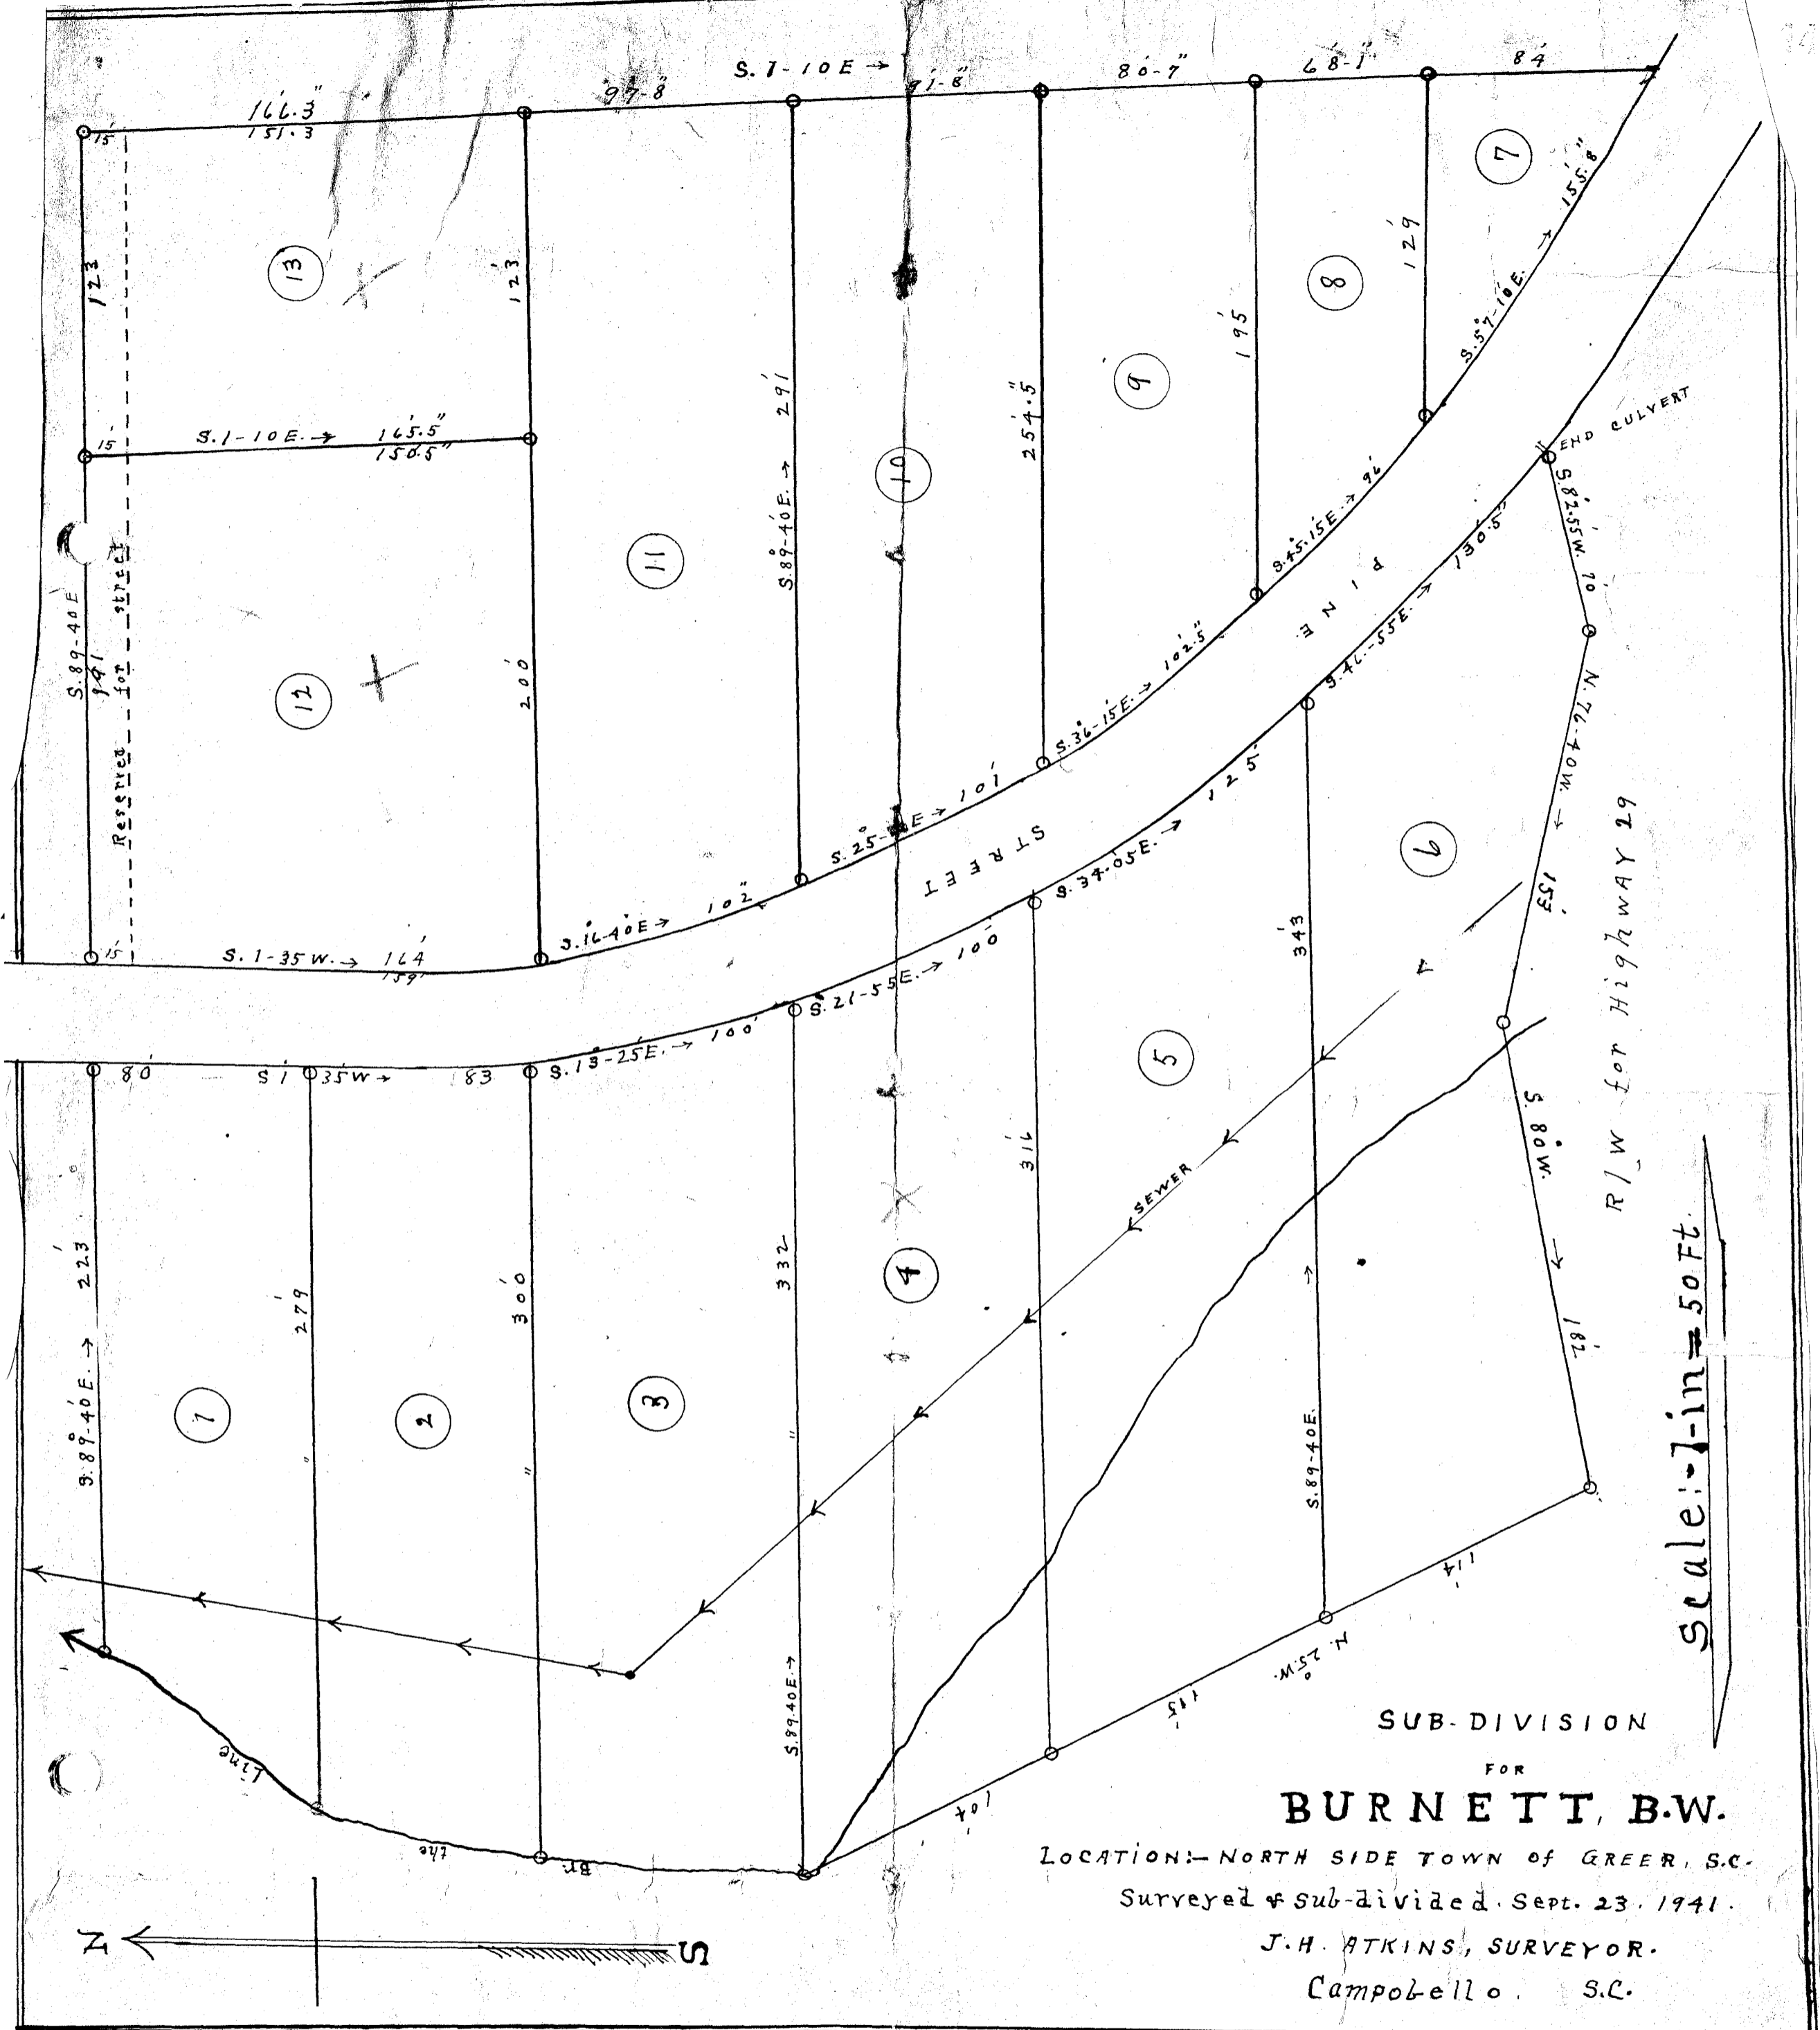 S. 1-10 E →
166.3"
151.3
97-8"
91-8"
80-7"
68-1"
84'
15'
123
13
123'
S. 1-10 E. →
165.5"
150.5"
15'
S. 89-40 E
Reserved for street
12
200'
15'
S. 1-35 W. →
164'
159'
11
291'
S. 89-40 E. →
10
254.5"
9
195'
8
129'
7
S. 57-10 E. →
155.8"
S. 45-15 E. →
96'
S. 36-15 E. →
102.5"
101'
S. 16-40 E →
102"
PINE
STREET
END CULVERT
S. 82-55 W.
70
N. 76-40 W. →
153'
S. 80 W. →
182'
R/W for Highway 29
130.5"
S. 46-55 E. →
125'
S. 34-05 E. →
100'
S. 21-55 E. →
100'
S. 13-25 E. →
80'
S 1 35 W →
83
S. 89-40 E. →
223'
1
279'
"
2
300'
"
3
332
"
S. 89-40 E. →
4
316'
5
343'
S. 89-40 E. →
6
SEWER
114'
N. 25 W.
115'
104'
Br.
the
Line
N
S
Scale:-1-in = 50 Ft.
SUB-DIVISION
FOR
BURNETT, B.W.
LOCATION:- NORTH SIDE TOWN of GREER, S.C.
Surveyed & Sub-divided. Sept. 23. 1941.
J.H. ATKINS, SURVEYOR.
Campobello. S.C.